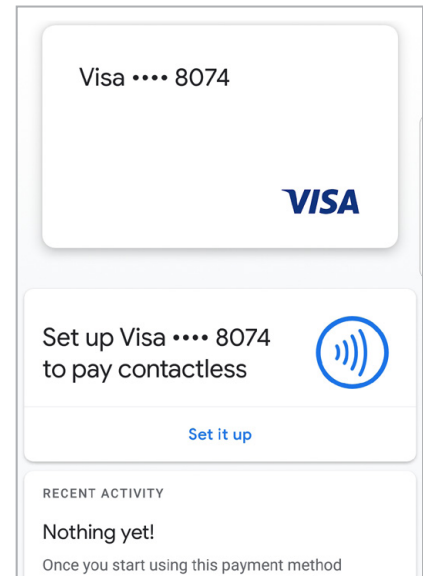 Visa •••• 8074
VISA
Set up Visa •••• 8074
to pay contactless
Set it up
RECENT ACTIVITY
Nothing yet!
Once you start using this payment method